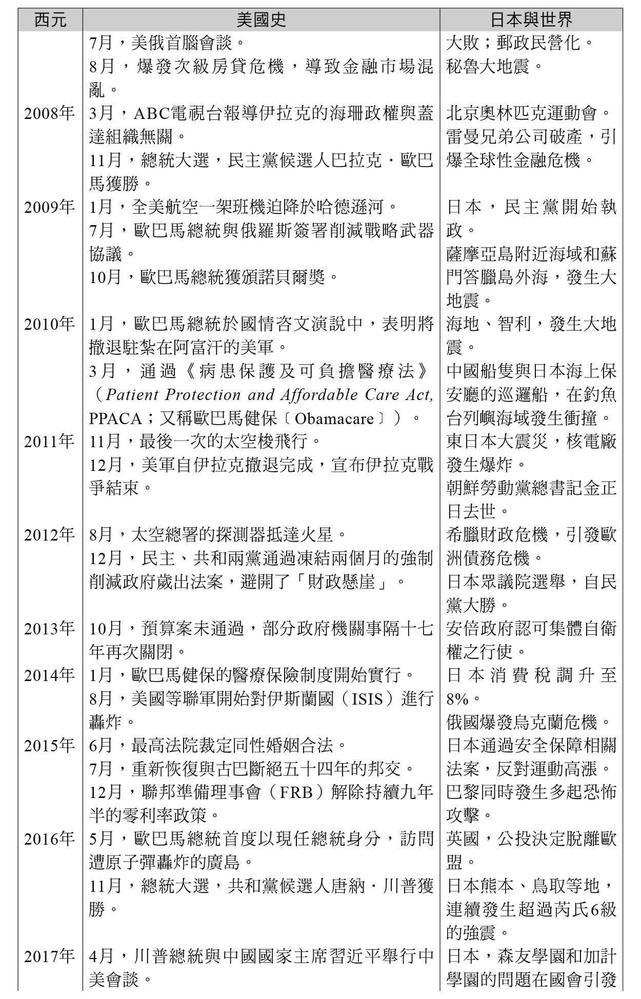 西元
美國史
日本與世界
7月，美俄首腦會談。
8月，爆發次級房貸危機，導致金融市場混
亂。
大敗；郵政民營化。
秘魯大地震。
2008年
3月，ABC電視台報導伊拉克的海珊政權與蓋
達組織無關。
11月，總統大選，民主黨候選人巴拉克．歐巴
馬獲勝。
北京奧林匹克運動會。
雷曼兄弟公司破產，引
爆全球性金融危機。
2009年
1月，全美航空一架班機迫降於哈德遜河。
7月，歐巴馬總統與俄羅斯簽署削減戰略武器
協議。
10月，歐巴馬總統獲頒諾貝爾獎。
日本，民主黨開始執
政。
薩摩亞島附近海域和蘇
門答臘島外海，發生大
地震。
2010年
1月，歐巴馬總統於國情咨文演說中，表明將
撤退駐紮在阿富汗的美軍。
3月，通過《病患保護及可負擔醫療法》
（Patient Protection and Affordable Care Act,
PPACA；又稱歐巴馬健保〔Obamacare〕）。
海地、智利，發生大地
震。
中國船隻與日本海上保
安廳的巡邏船，在釣魚
台列嶼海域發生衝撞。
2011年
11月，最後一次的太空梭飛行。
12月，美軍自伊拉克撤退完成，宣布伊拉克戰
爭結束。
東日本大震災，核電廠
發生爆炸。
朝鮮勞動黨總書記金正
日去世。
2012年
8月，太空總署的探測器抵達火星。
12月，民主、共和兩黨通過凍結兩個月的強制
削減政府歲出法案，避開了「財政懸崖」。
希臘財政危機，引發歐
洲債務危機。
日本眾議院選舉，自民
黨大勝。
2013年
10月，預算案未通過，部分政府機關事隔十七
年再次關閉。
安倍政府認可集體自衛
權之行使。
2014年
1月，歐巴馬健保的醫療保險制度開始實行。
8月，美國等聯軍開始對伊斯蘭國（ISIS）進行
轟炸。
日本消費稅調升至
8%。
俄國爆發烏克蘭危機。
2015年
6月，最高法院裁定同性婚姻合法。
7月，重新恢復與古巴斷絕五十四年的邦交。
12月，聯邦準備理事會（FRB）解除持續九年
半的零利率政策。
日本通過安全保障相關
法案，反對運動高漲。
巴黎同時發生多起恐怖
攻擊。
2016年
5月，歐巴馬總統首度以現任總統身分，訪問
遭原子彈轟炸的廣島。
11月，總統大選，共和黨候選人唐納．川普獲
勝。
英國，公投決定脫離歐
盟。
日本熊本、鳥取等地，
連續發生超過芮氏6級
的強震。
2017年
4月，川普總統與中國國家主席習近平舉行中
美會談。
日本，森友學園和加計
學園的問題在國會引發